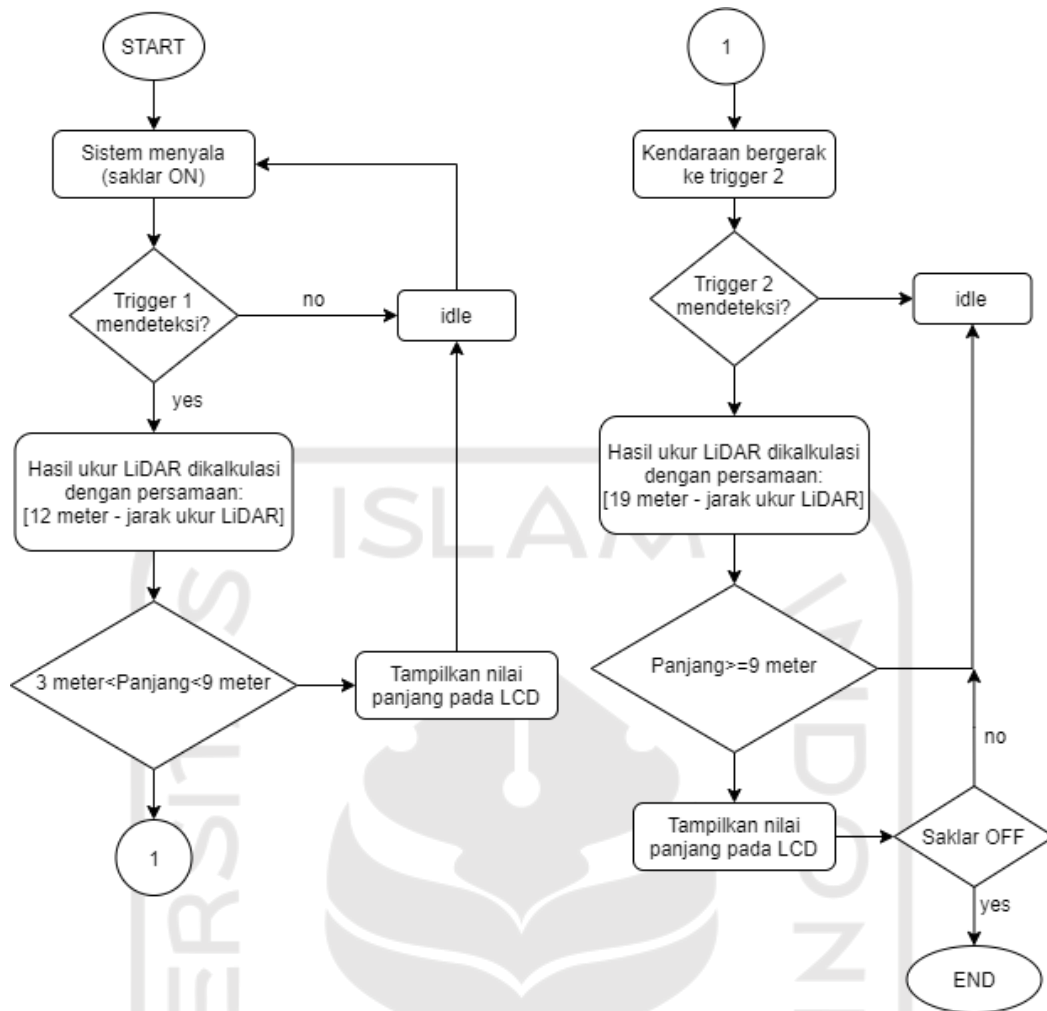 START
Sistem menyala
(saklar ON)
Trigger 1
mendeteksi?
no
idle
yes
Hasil ukur LiDAR dikalkulasi
dengan persamaan:
[12 meter - jarak ukur LiDAR]
3 meter<Panjang<9 meter
Tampilkan nilai
panjang pada LCD
1
1
Kendaraan bergerak
ke trigger 2
Trigger 2
mendeteksi?
idle
Hasil ukur LiDAR dikalkulasi
dengan persamaan:
[19 meter - jarak ukur LiDAR]
Panjang>=9 meter
no
Tampilkan nilai
panjang pada LCD
Saklar OFF
yes
END
ISLAM